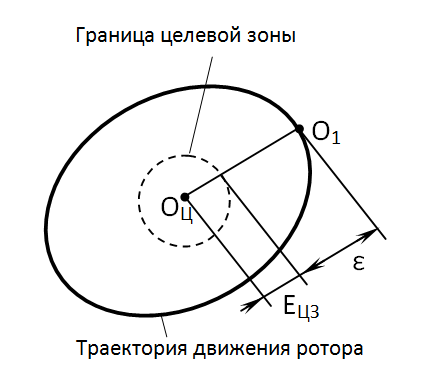 Граница целевой зоны
O1
OЦ
ε
EЦЗ
Траектория движения ротора